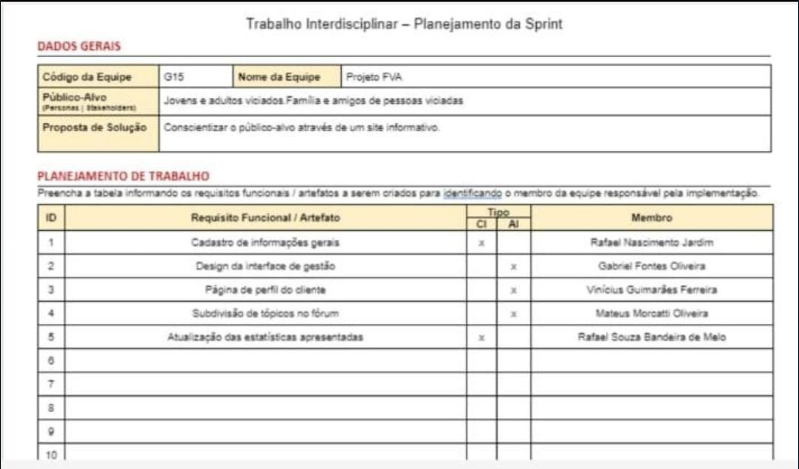 Trabalho Interdisciplinar – Planejamento da Sprint
DADOS GERAIS
Código da Equipe G15 Nome da Equipe Projeto FVA
Público-Alvo Jovens e adultos viciados.Família e amigos de pessoas viciadas
(Personas | Stakeholders)
Proposta de Solução Conscientizar o público-alvo através de um site informativo.
PLANEJAMENTO DE TRABALHO
Preencha a tabela informando os requisitos funcionais / artefatos a serem criados para identificando o membro da equipe responsável pela implementação.
ID Requisito Funcional / Artefato Tipo Membro
CI AI
1 Cadastro de informações gerais x Rafael Nascimento Jardim
2 Design da interface de gestão x Gabriel Fontes Oliveira
3 Página de perfil do cliente x Vinícius Guimarães Ferreira
4 Subdivisão de tópicos no fórum x Mateus Morcatti Oliveira
5 Atualização das estatísticas apresentadas x Rafael Souza Bandeira de Melo
6
7
8
9
10